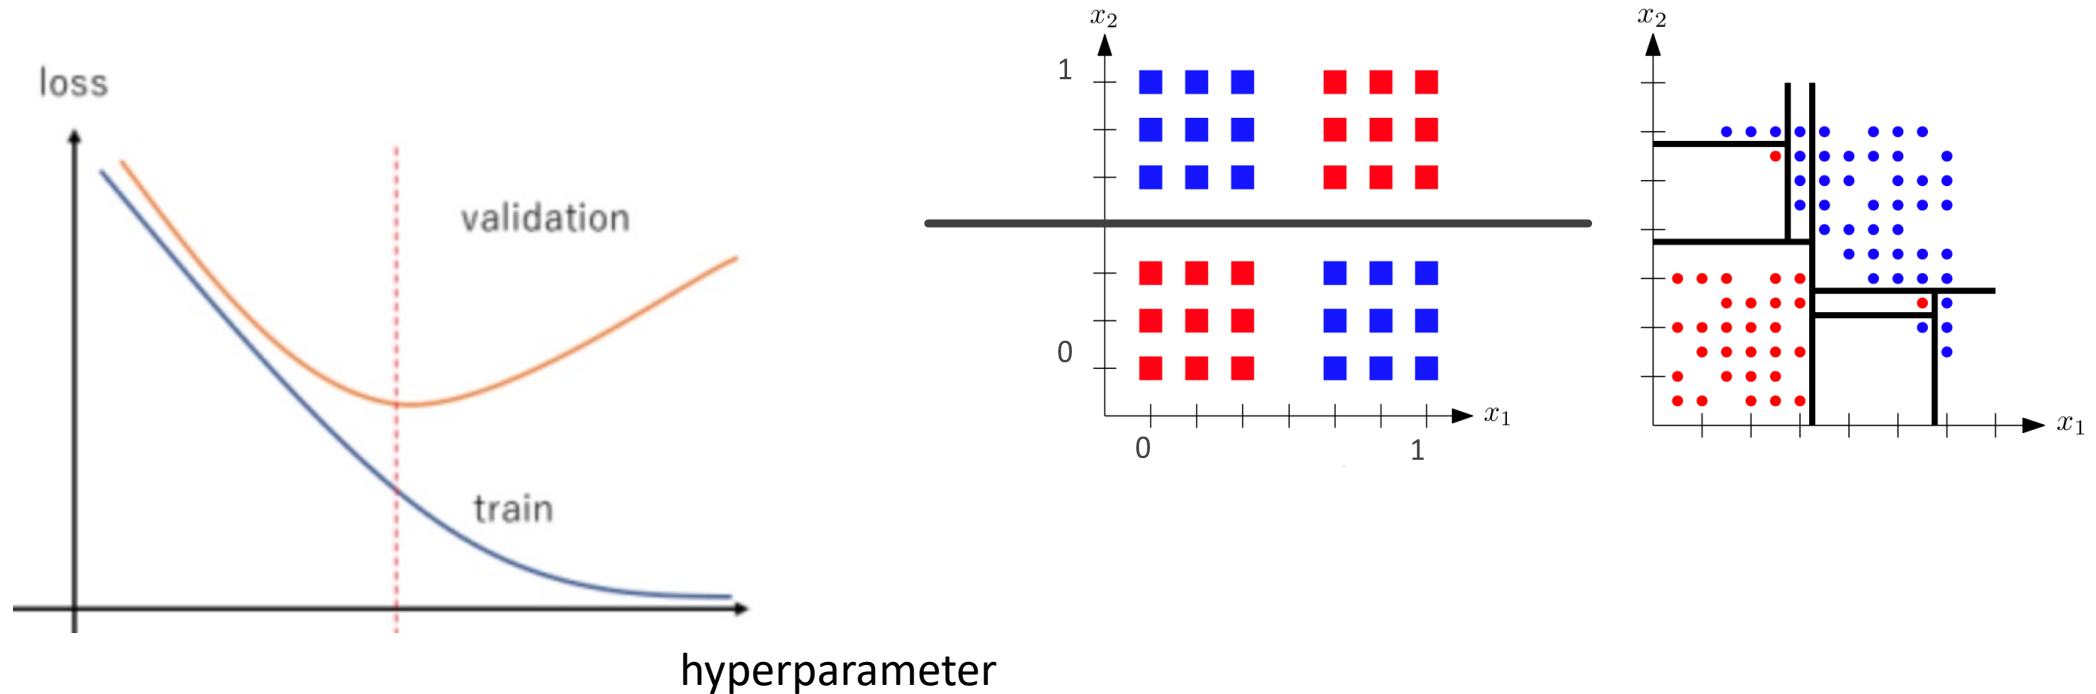 loss
validation
train
hyperparameter
x₂
1
0
0
1
x₁
x₂
x₁